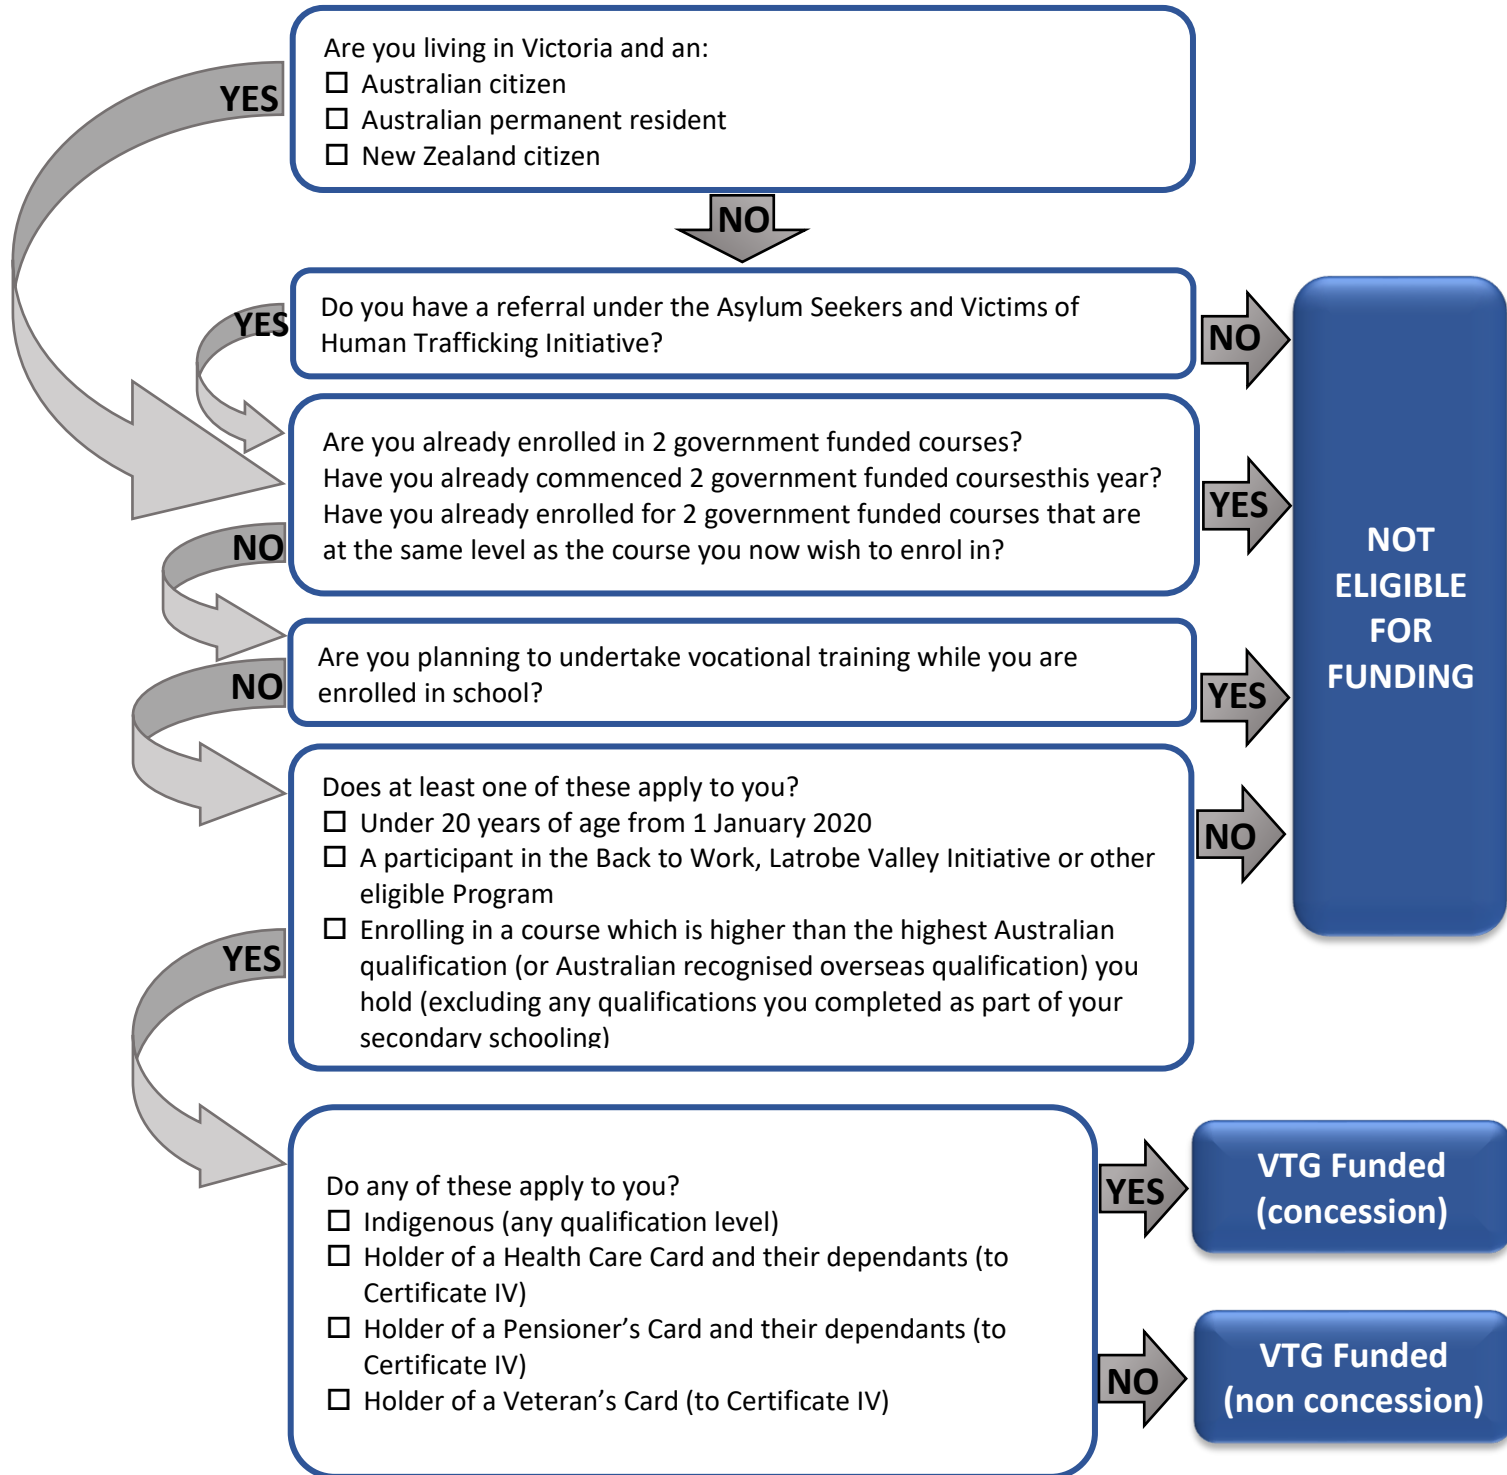 Are you living in Victoria and an:
☐ Australian citizen
☐ Australian permanent resident
☐ New Zealand citizen
YES
NO
Do you have a referral under the Asylum Seekers and Victims of
Human Trafficking Initiative?
YES
NO
Are you already enrolled in 2 government funded courses?
Have you already commenced 2 government funded coursesthis year?
Have you already enrolled for 2 government funded courses that are
at the same level as the course you now wish to enrol in?
YES
NO
NOT
ELIGIBLE
FOR
FUNDING
Are you planning to undertake vocational training while you are
enrolled in school?
YES
NO
Does at least one of these apply to you?
☐ Under 20 years of age from 1 January 2020
☐ A participant in the Back to Work, Latrobe Valley Initiative or other
eligible Program
☐ Enrolling in a course which is higher than the highest Australian
qualification (or Australian recognised overseas qualification) you
hold (excluding any qualifications you completed as part of your
secondary schooling)
NO
YES
Do any of these apply to you?
☐ Indigenous (any qualification level)
☐ Holder of a Health Care Card and their dependants (to
Certificate IV)
☐ Holder of a Pensioner’s Card and their dependants (to
Certificate IV)
☐ Holder of a Veteran’s Card (to Certificate IV)
YES
VTG Funded
(concession)
NO
VTG Funded
(non concession)